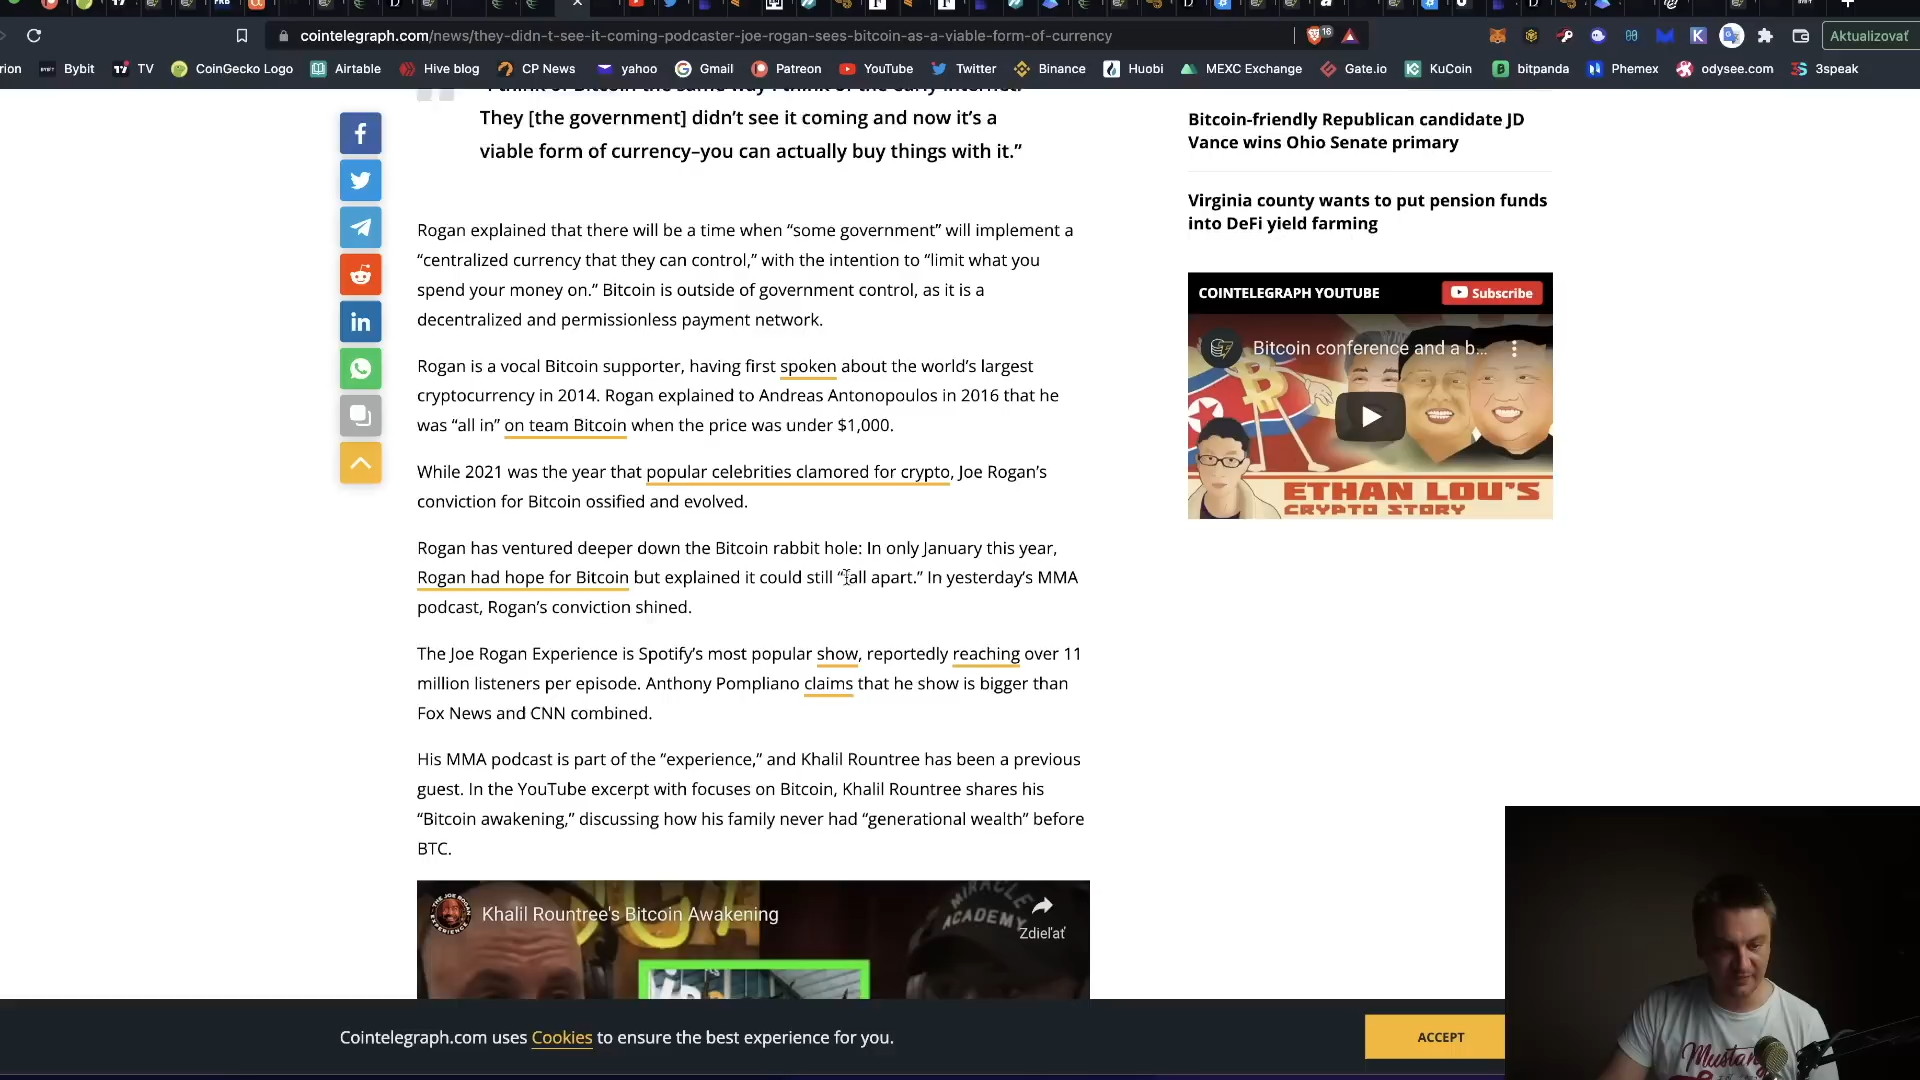 cointelegraph.com/news/they-didn-t-see-it-coming-podcaster-joe-rogan-sees-bitcoin-as-a-viable-form-of-currency
16
Aktualizovať
rion
Bybit
TV
CoinGecko Logo
Airtable
Hive blog
CP News
yahoo
Gmail
Patreon
YouTube
Twitter
Binance
Huobi
MEXC Exchange
Gate.io
KuCoin
bitpanda
Phemex
odysee.com
3speak
“I think of Bitcoin the same way I think of the early internet.
They [the government] didn’t see it coming and now it’s a
viable form of currency–you can actually buy things with it.”
Rogan explained that there will be a time when “some government” will implement a
“centralized currency that they can control,” with the intention to “limit what you
spend your money on.” Bitcoin is outside of government control, as it is a
decentralized and permissionless payment network.
Rogan is a vocal Bitcoin supporter, having first spoken about the world’s largest
cryptocurrency in 2014. Rogan explained to Andreas Antonopoulos in 2016 that he
was “all in” on team Bitcoin when the price was under $1,000.
While 2021 was the year that popular celebrities clamored for crypto, Joe Rogan’s
conviction for Bitcoin ossified and evolved.
Rogan has ventured deeper down the Bitcoin rabbit hole: In only January this year,
Rogan had hope for Bitcoin but explained it could still “fall apart.” In yesterday’s MMA
podcast, Rogan’s conviction shined.
The Joe Rogan Experience is Spotify’s most popular show, reportedly reaching over 11
million listeners per episode. Anthony Pompliano claims that he show is bigger than
Fox News and CNN combined.
His MMA podcast is part of the “experience,” and Khalil Rountree has been a previous
guest. In the YouTube excerpt with focuses on Bitcoin, Khalil Rountree shares his
“Bitcoin awakening,” discussing how his family never had “generational wealth” before
BTC.
Khalil Rountree's Bitcoin Awakening
MIRACLE
ACADEMY
Zdieľať
Bitcoin-friendly Republican candidate JD
Vance wins Ohio Senate primary
Virginia county wants to put pension funds
into DeFi yield farming
COINTELEGRAPH YOUTUBE
Subscribe
Bitcoin conference and a b...
ETHAN LOU'S
CRYPTO STORY
Cointelegraph.com uses Cookies to ensure the best experience for you.
ACCEPT
Mustang